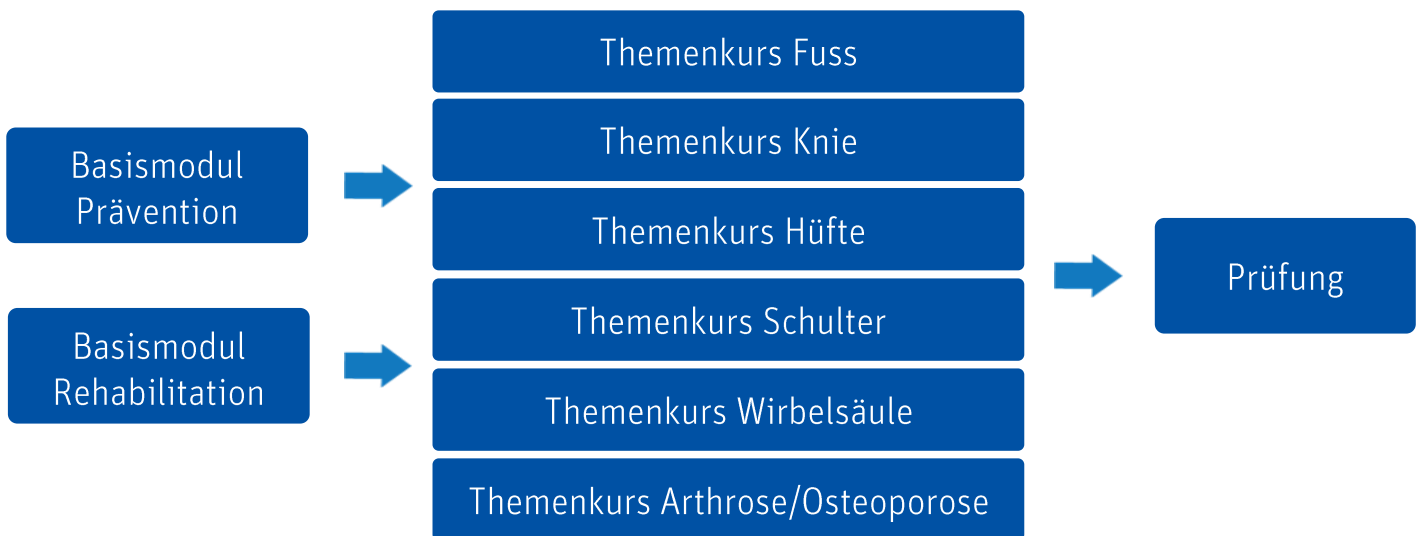 Basismodul
Prävention
Basismodul
Rehabilitation
Themenkurs Fuss
Themenkurs Knie
Themenkurs Hüfte
Themenkurs Schulter
Themenkurs Wirbelsäule
Themenkurs Arthrose/Osteoporose
Prüfung